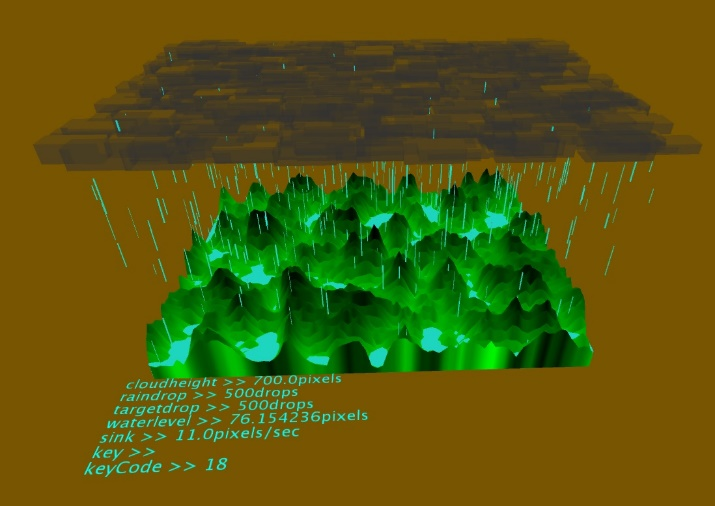 cloudheight >> 700.0pixels
raindrop >> 500drops
targetdrop >> 500drops
waterlevel >> 76.154236pixels
sink >> 11.0pixels/sec
key >>
keyCode >> 18